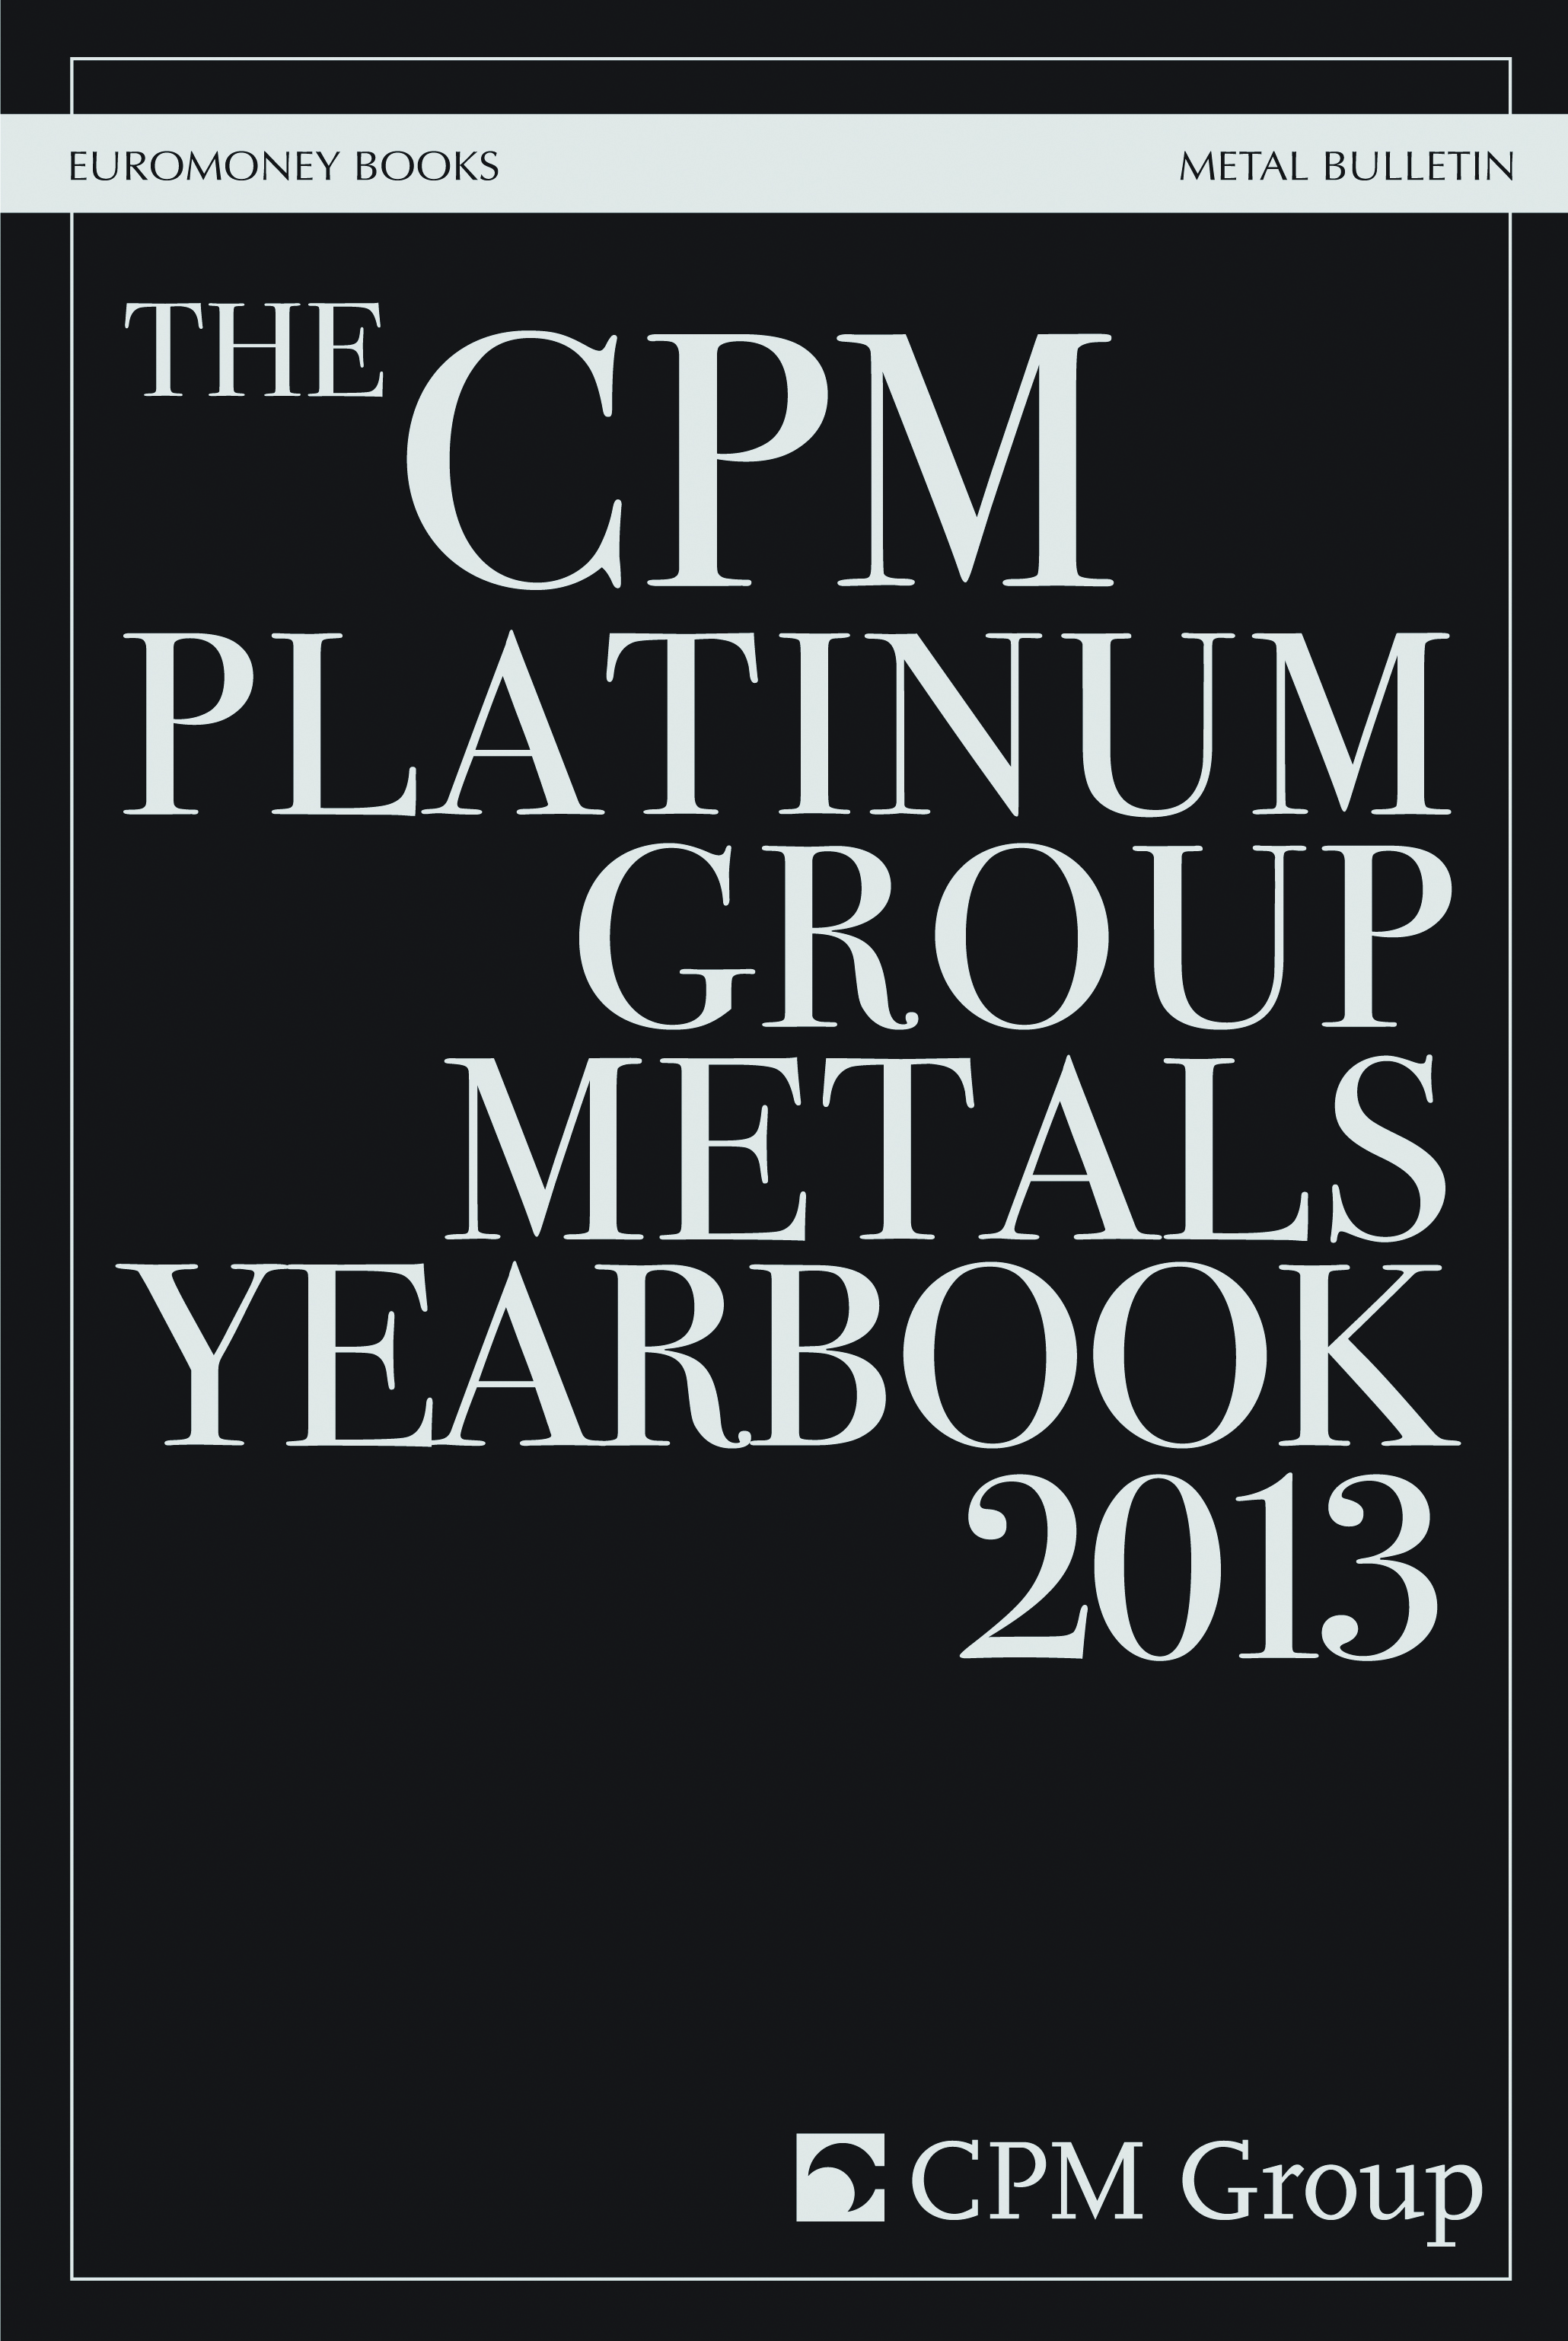 EUROMONEY BOOKS METAL BULLETIN
THE CPM
PLATINUM
GROUP
METALS
YEARBOOK
2013
CPM Group